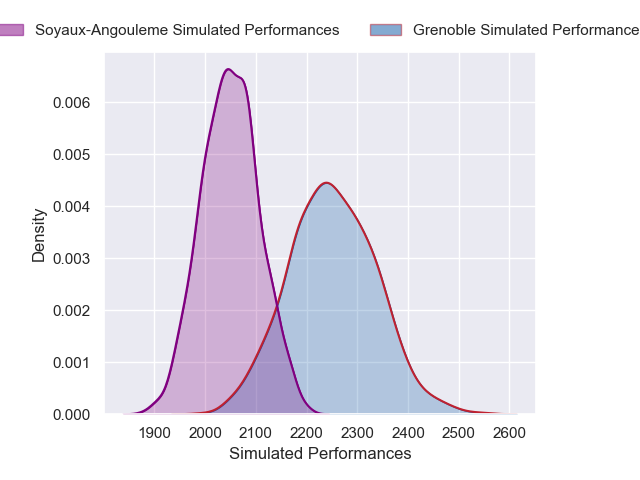 Soyaux-Angouleme Simulated Performances Grenoble Simulated Performance
0.006
0.005
0.004
0.003
0.002
0.001
0.000
Density
1900 2000 2100 2200 2300 2400 2500 2600
Simulated Performances